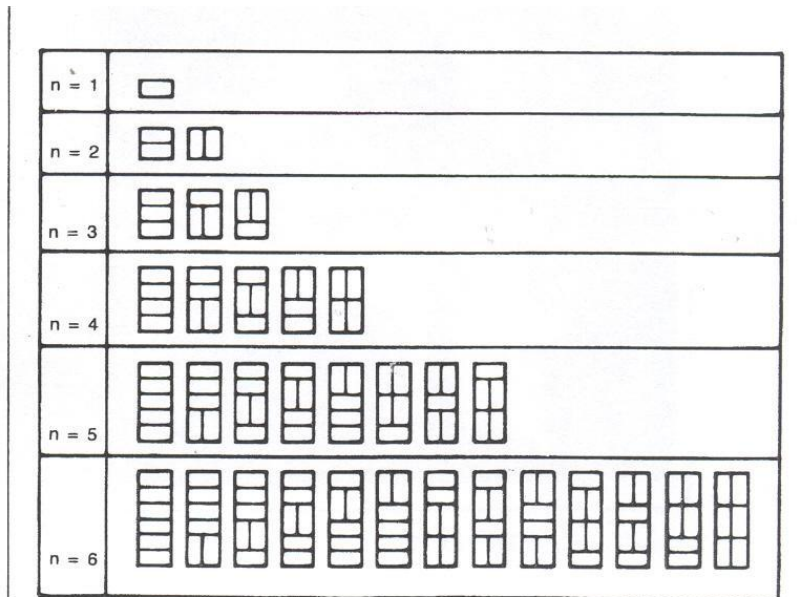 n = 1
n = 2
n = 3
n = 4
n = 5
n = 6